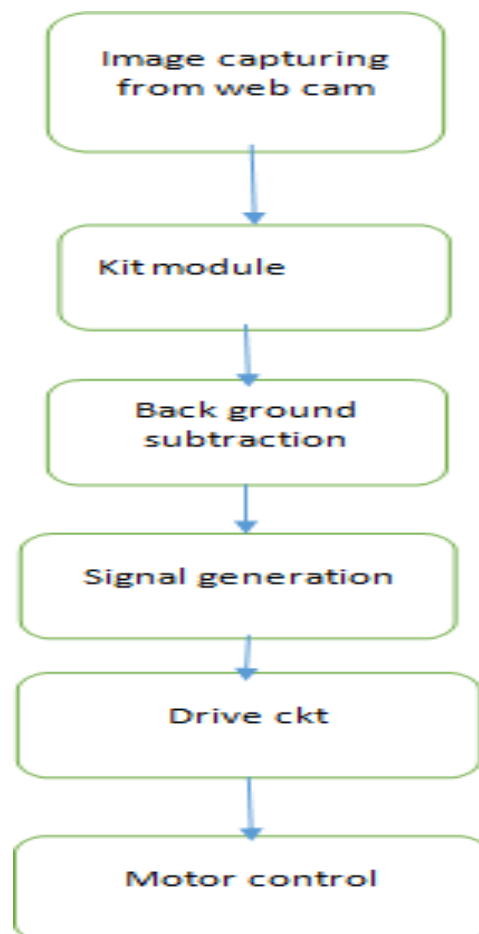 Image capturing
from web cam
Kit module
Back ground
subtraction
Signal generation
Drive ckt
Motor control